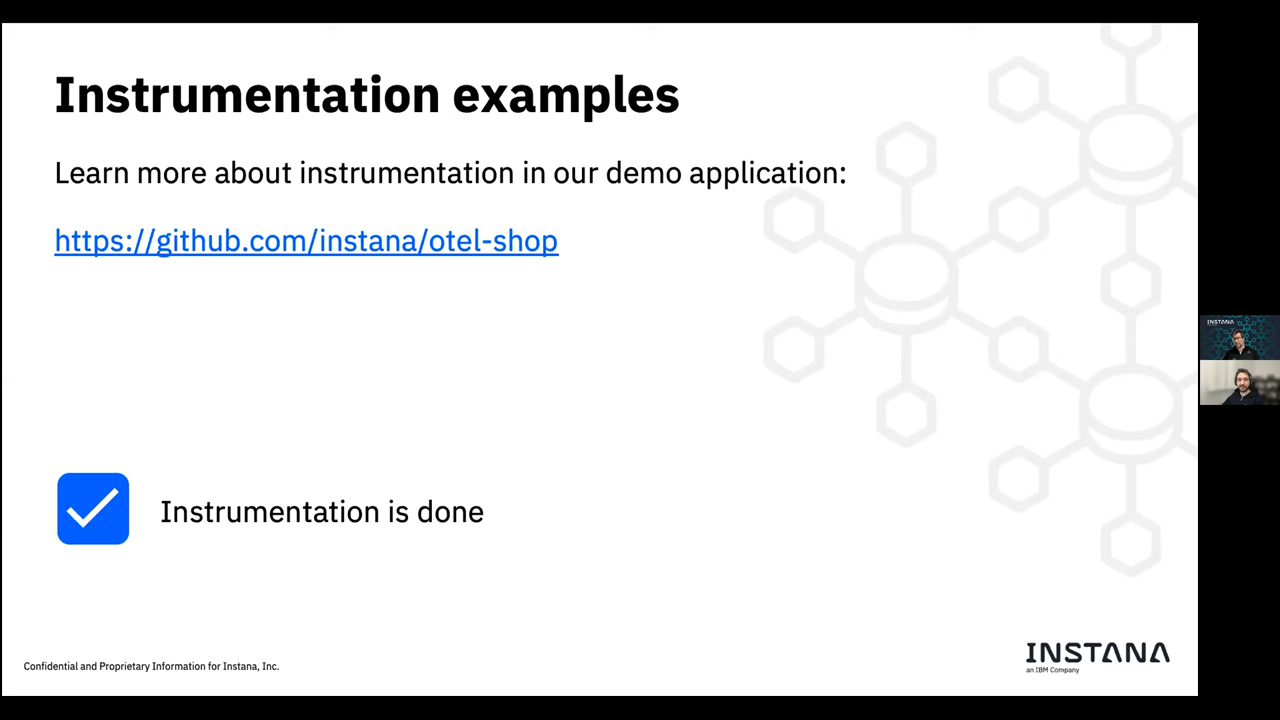 Instrumentation examples
Learn more about instrumentation in our demo application:
https://github.com/instana/otel-shop
Instrumentation is done
Confidential and Proprietary Information for Instana, Inc.
INSTANA
an IBM Company
INSTANA